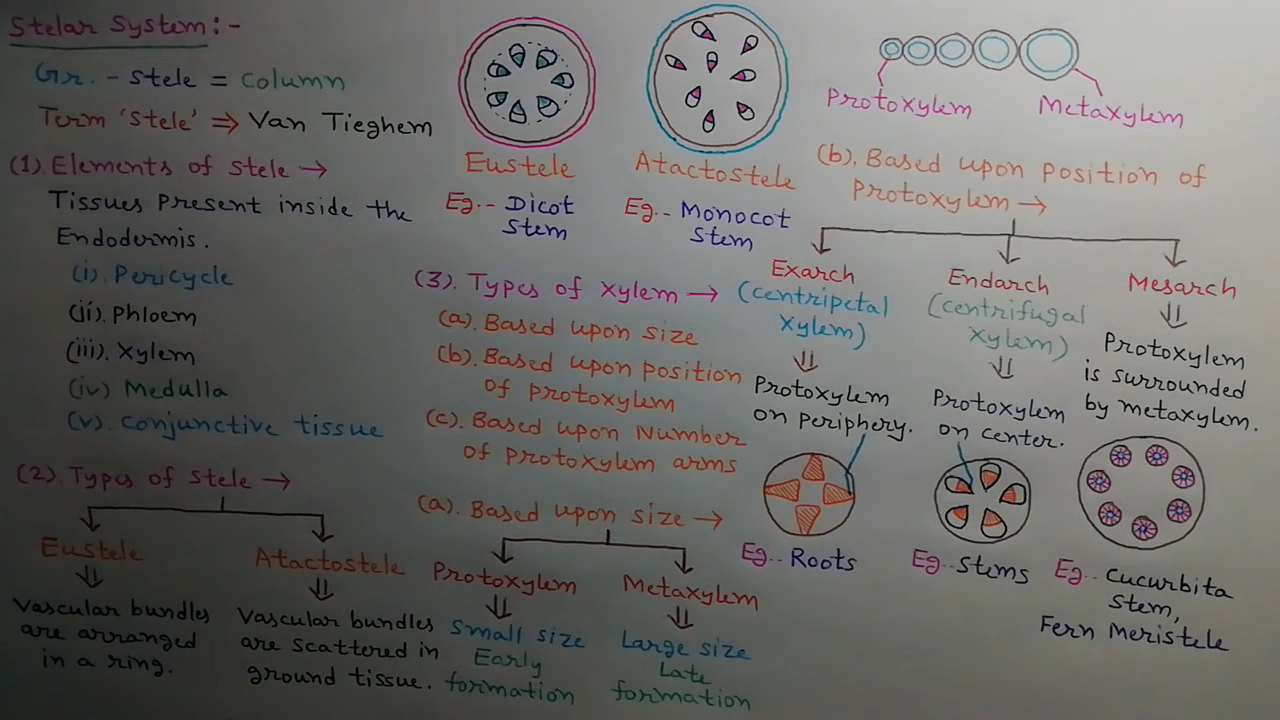 Stelar System:-
Gr. - Stele = Column
Term 'Stele' ⇒ Van Tieghem
(1). Elements of Stele →
Tissues Present inside the
Endodermis.
(i). Pericycle
(ii). Phloem
(iii). Xylem
(iv) Medulla
(v). Conjunctive tissue
(2). Types of Stele →
Eustele
Vascular bundles
are arranged
in a ring.
Atactostele
Vascular bundles
are scattered in
ground tissue.
Eustele
Eg.- Dicot
Stem
Atactostele
Eg.- Monocot
Stem
(3). Types of Xylem →
(a). Based upon size
(b). Based upon position
of protoxylem
(c). Based upon Number
of protoxylem arms
(a). Based upon size →
Protoxylem
Small size
Early
formation
Metaxylem
Large size
Late
formation
Protoxylem
Metaxylem
(b). Based upon position of
protoxylem →
Exarch
(centripetal
Xylem)
Protoxylem
on periphery.
Eg.- Roots
Endarch
(centrifugal
Xylem)
Protoxylem
on center.
Eg.- Stems
Mesarch
Protoxylem
is surrounded
by metaxylem.
Eg.- Cucurbita
Stem,
Fern Meristele